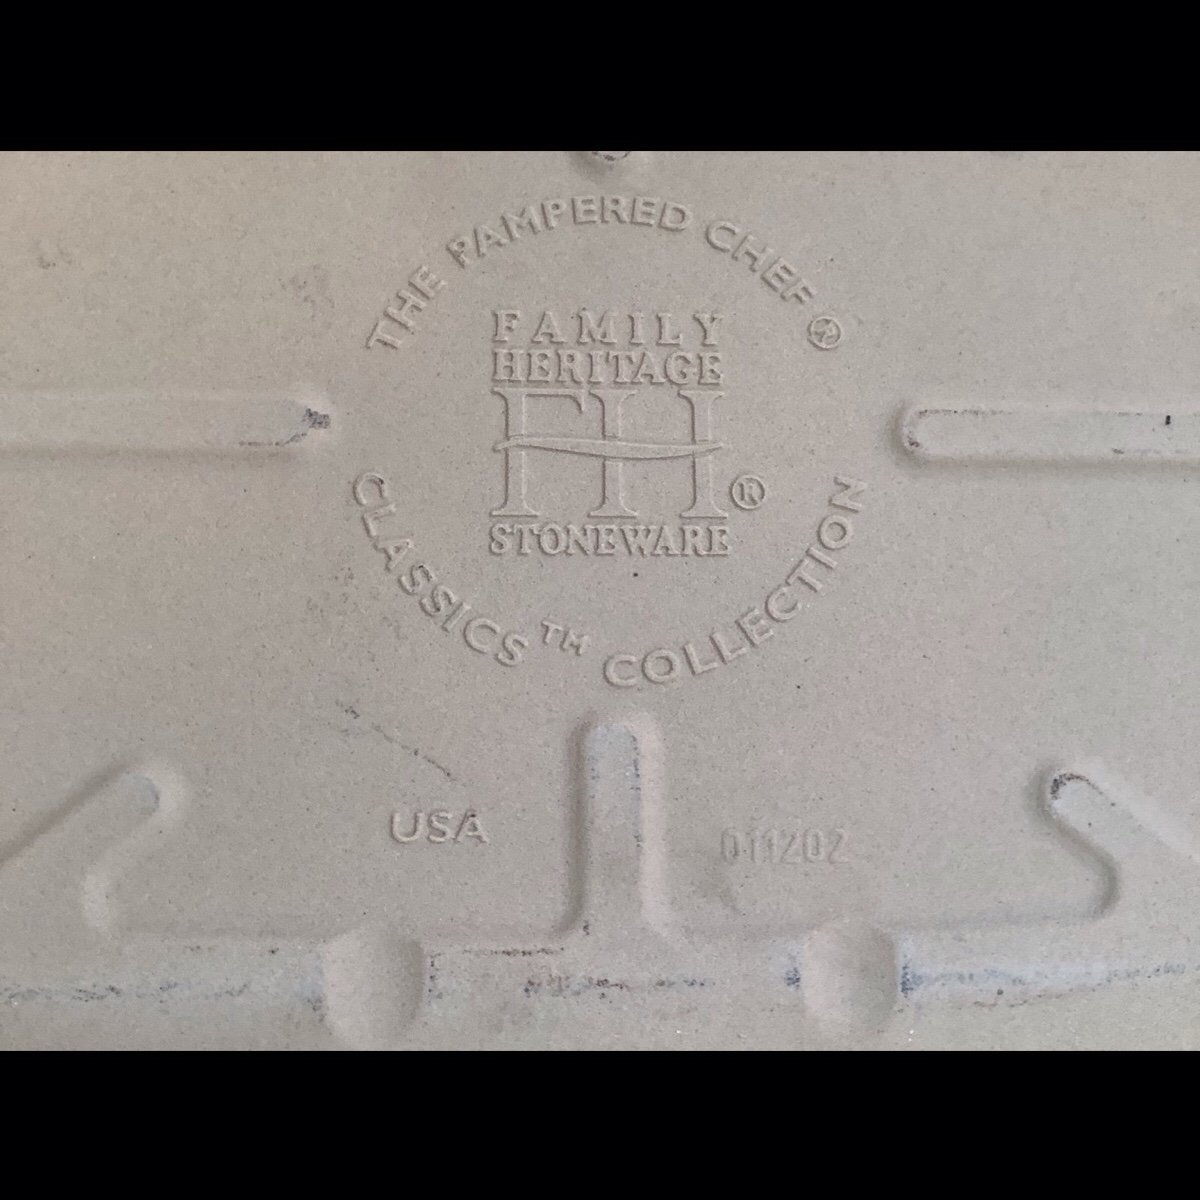 THE PAMPERED CHEF ®
FAMILY
HERITAGE
FH ®
STONEWARE
CLASSICS™ COLLECTION
USA
011202